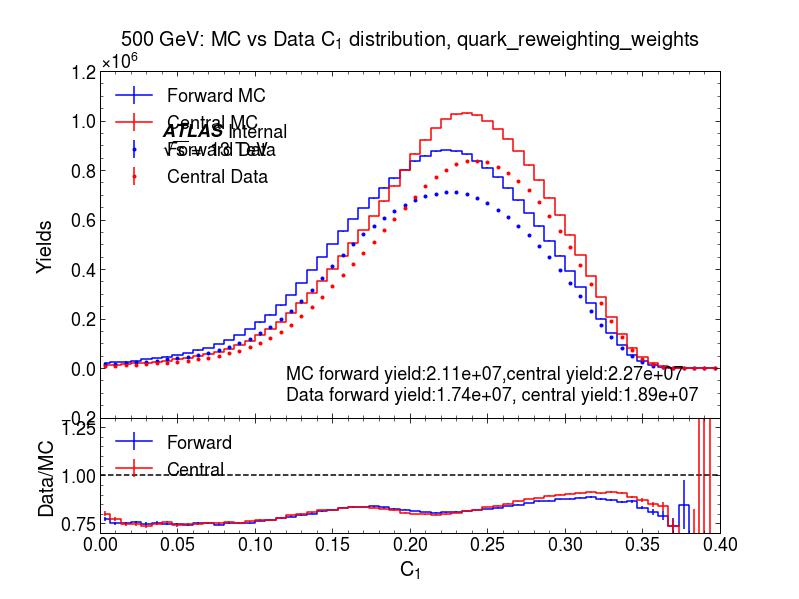 500 GeV: MC vs Data C₁ distribution, quark_reweighting_weights
×10⁶
1.2
1.0
0.8
0.6
0.4
0.2
0.0
0.2
Yields
Forward MC
Central MC
ATLAS Internal
√s = 13 TeV
Forward Data
Central Data
MC forward yield:2.11e+07,central yield:2.27e+07
Data forward yield:1.74e+07, central yield:1.89e+07
1.25
1.00
0.75
Data/MC
Forward
Central
0.00 0.05 0.10 0.15 0.20 0.25 0.30 0.35 0.40
C₁